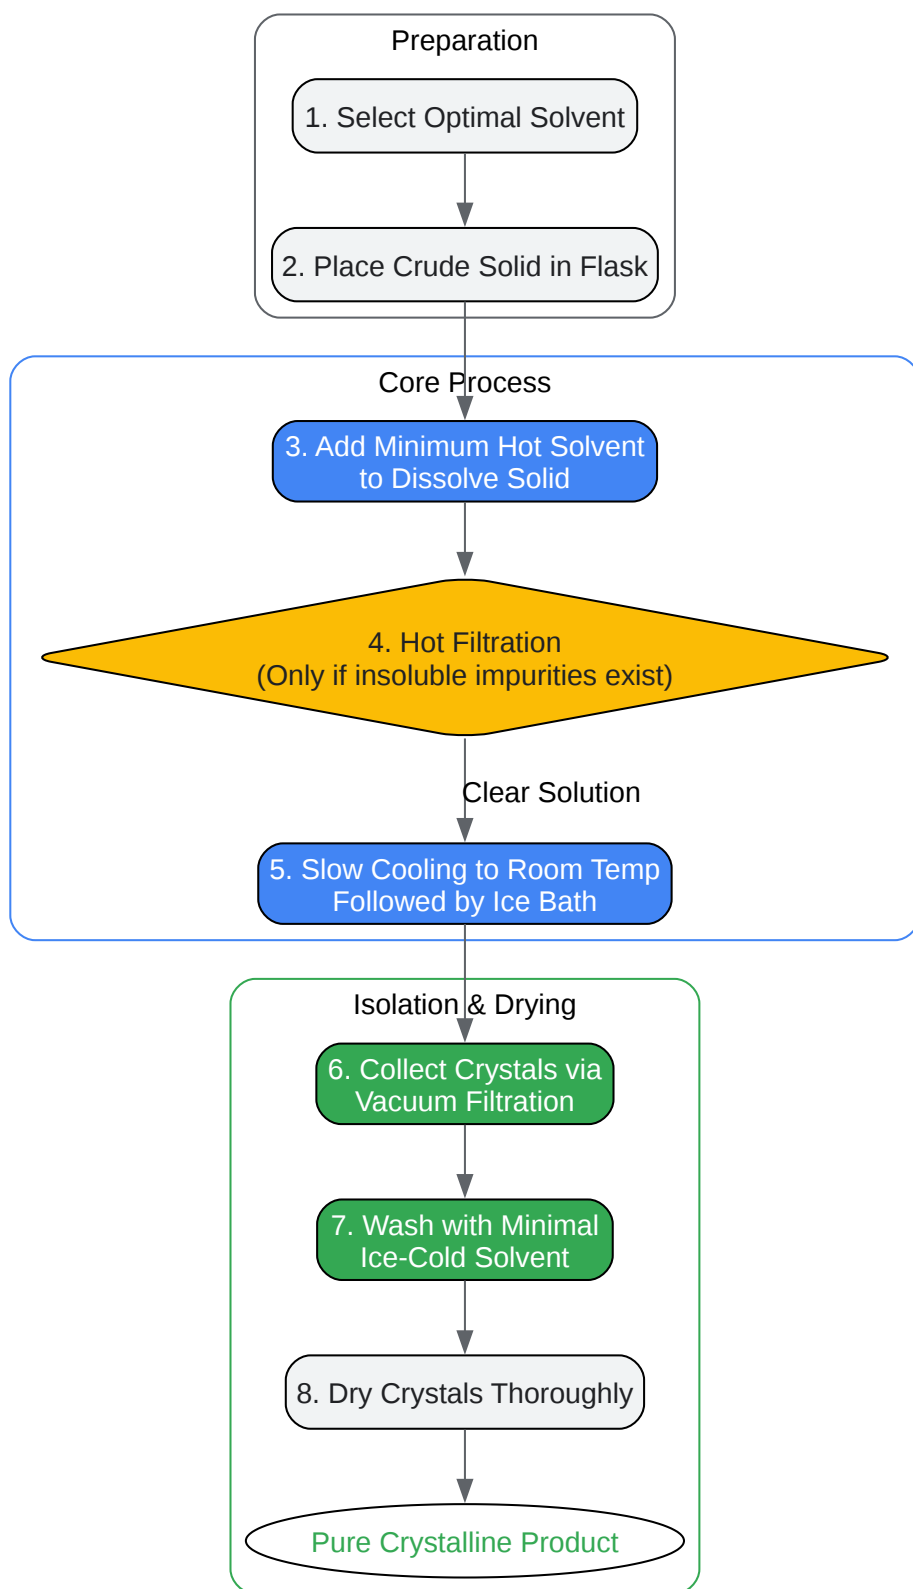 Preparation
1. Select Optimal Solvent
2. Place Crude Solid in Flask
Core Process
3. Add Minimum Hot Solvent
to Dissolve Solid
4. Hot Filtration
(Only if insoluble impurities exist)
Clear Solution
5. Slow Cooling to Room Temp
Followed by Ice Bath
Isolation & Drying
6. Collect Crystals via
Vacuum Filtration
7. Wash with Minimal
Ice-Cold Solvent
8. Dry Crystals Thoroughly
Pure Crystalline Product